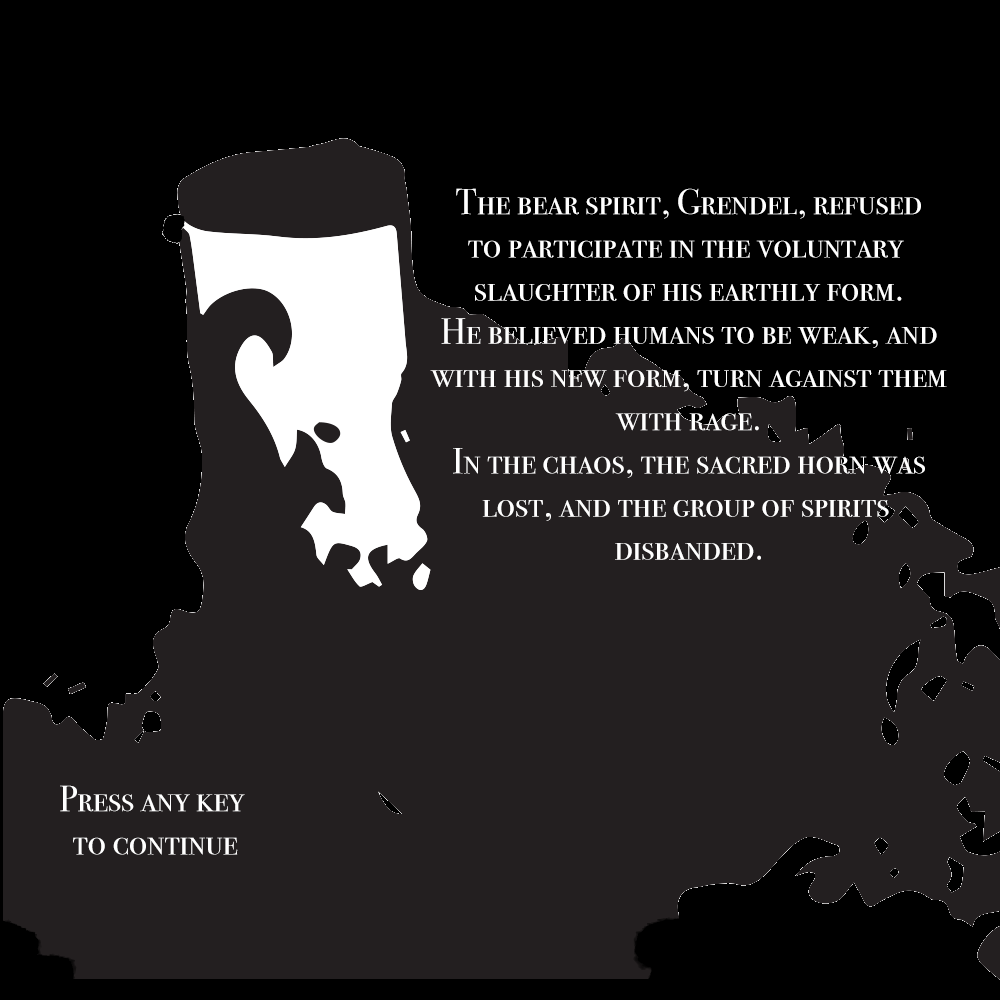 The bear spirit, Grendel, refused
to participate in the voluntary
slaughter of his earthly form.
He believed humans to be weak, and
with his new form, turn against them
with rage.
In the chaos, the sacred horn was
lost, and the group of spirits
disbanded.
Press any key
to continue